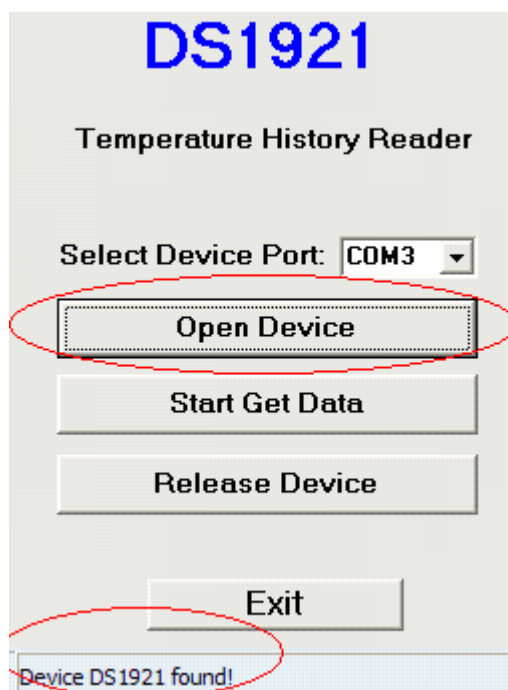 DS1921
Temperature History Reader
Select Device Port: COM3
Open Device
Start Get Data
Release Device
Exit
Device DS1921 found!